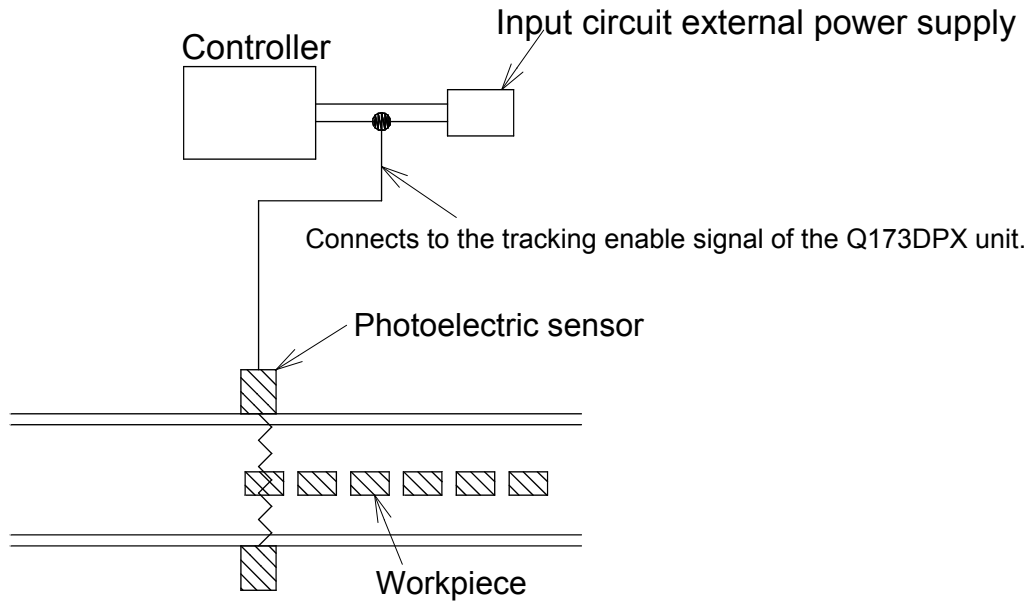 Input circuit external power supply
Controller
Connects to the tracking enable signal of the Q173DPX unit.
Photoelectric sensor
Workpiece